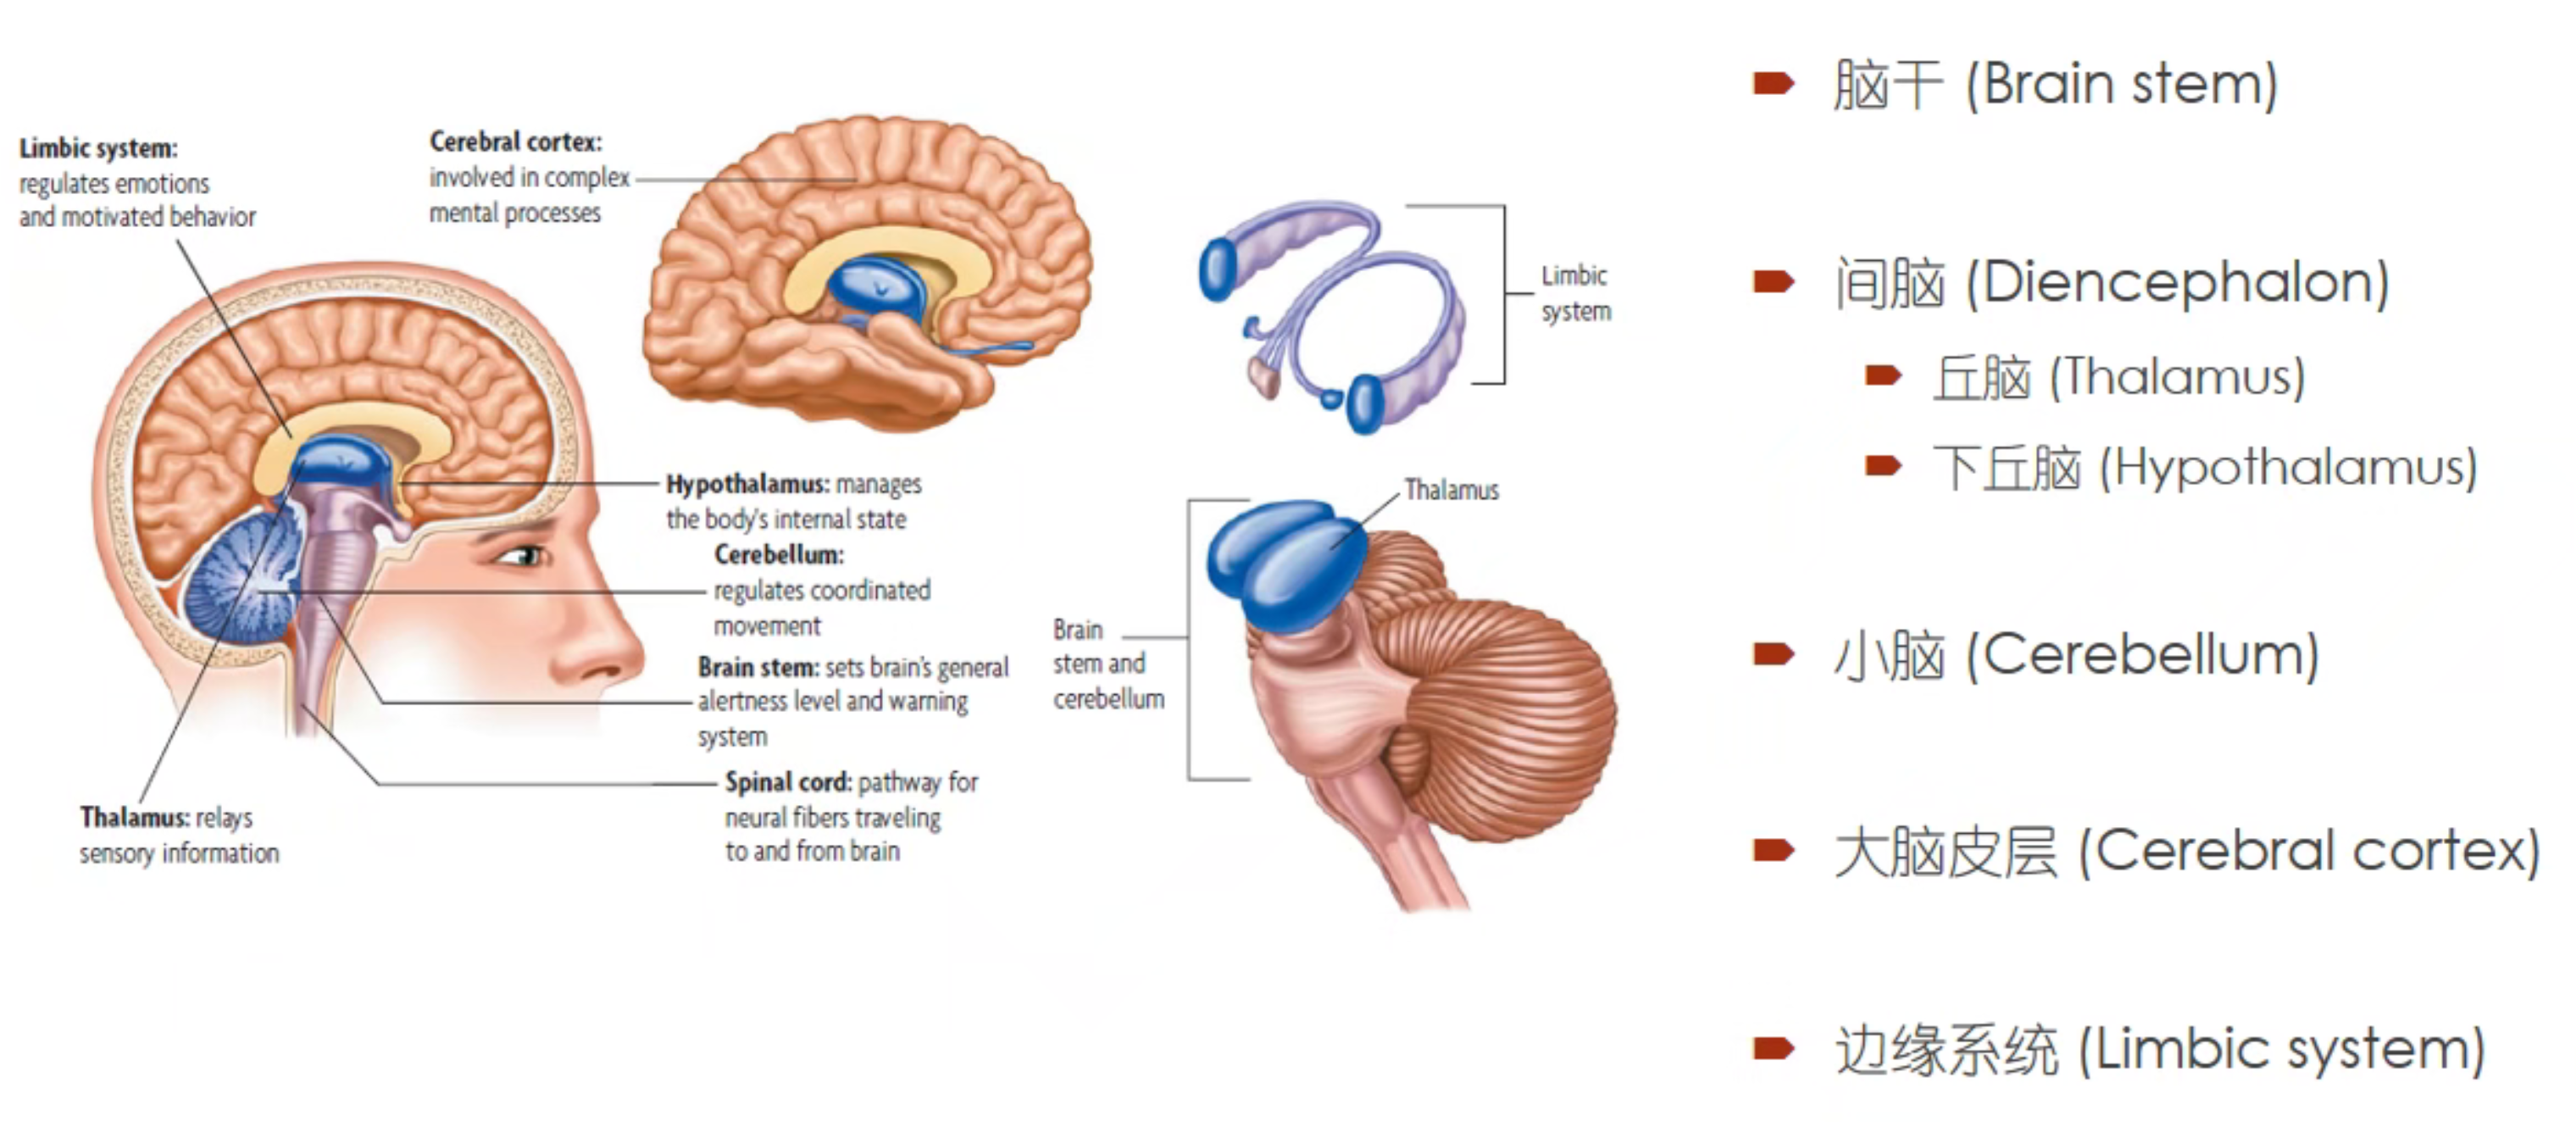 Limbic system:
regulates emotions
and motivated behavior
Cerebral cortex:
involved in complex
mental processes
Limbic
system
Hypothalamus: manages
the body's internal state
Cerebellum:
regulates coordinated
movement
Brain stem: sets brain's general
alertness level and warning
system
Spinal cord: pathway for
neural fibers traveling
to and from brain
Thalamus: relays
sensory information
Thalamus
Brain
stem and
cerebellum
脑干 (Brain stem)
间脑 (Diencephalon)
丘脑 (Thalamus)
下丘脑 (Hypothalamus)
小脑 (Cerebellum)
大脑皮层 (Cerebral cortex)
边缘系统 (Limbic system)